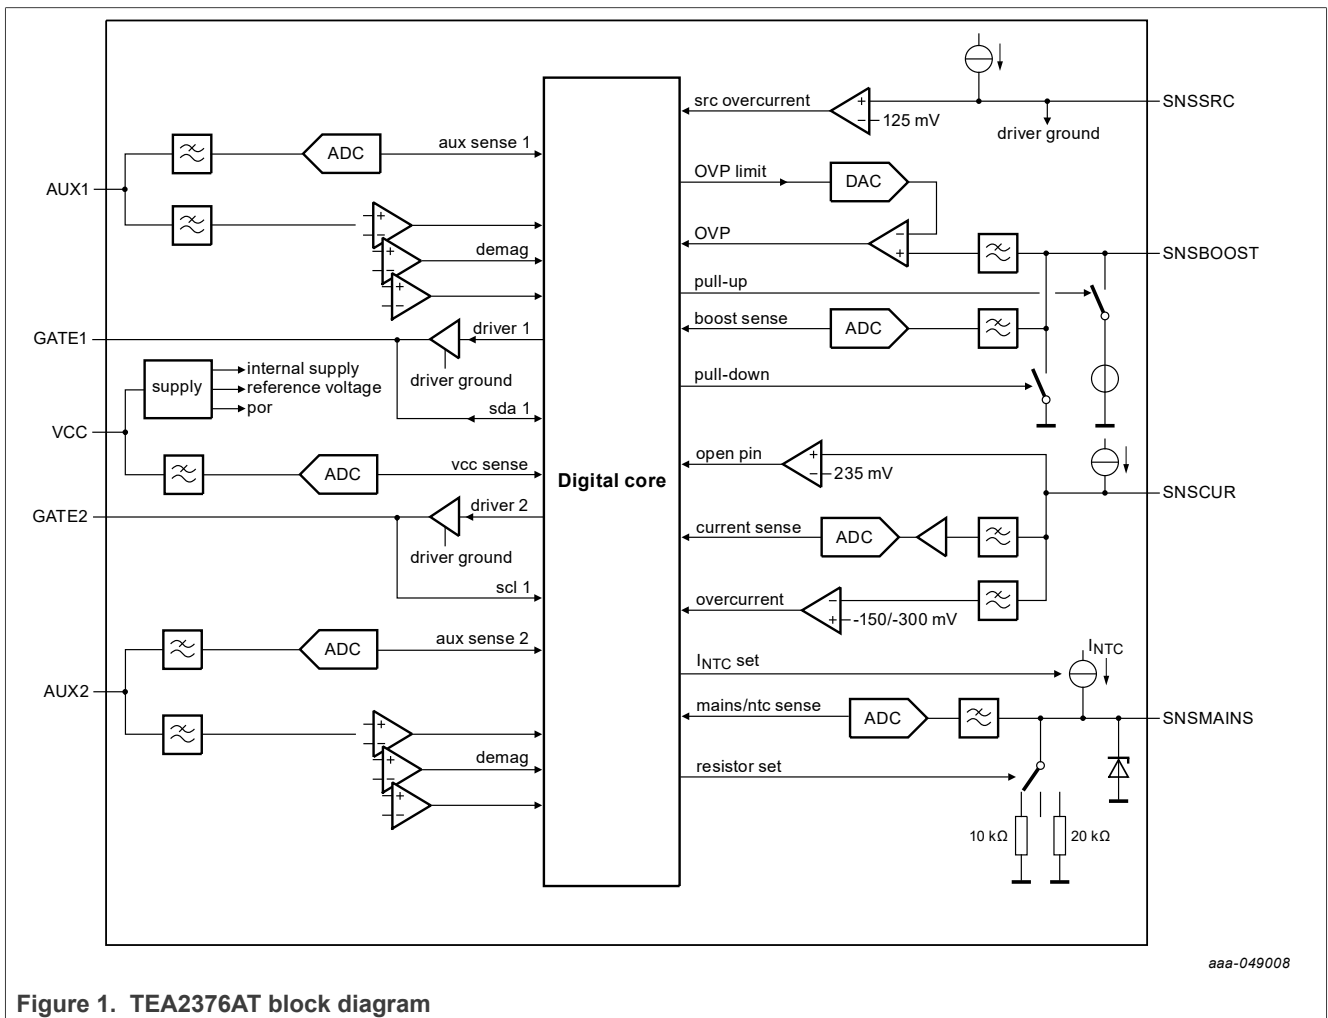 src overcurrent
+
−
125 mV
driver ground
SNSSRC
aux sense 1
ADC
AUX1
+
−
+
−
+
−
demag
OVP limit
DAC
OVP
−
+
SNSBOOST
pull-up
boost sense
ADC
pull-down
GATE1
driver 1
driver ground
supply
internal supply
reference voltage
por
sda 1
VCC
ADC
vcc sense
Digital core
open pin
+
−
235 mV
SNSCUR
GATE2
driver 2
driver ground
scl 1
current sense
ADC
overcurrent
−
+
-150/-300 mV
aux sense 2
ADC
AUX2
+
−
+
−
+
−
demag
INTC set
INTC
mains/ntc sense
ADC
SNSMAINS
resistor set
10 kΩ
20 kΩ
aaa-049008
Figure 1. TEA2376AT block diagram